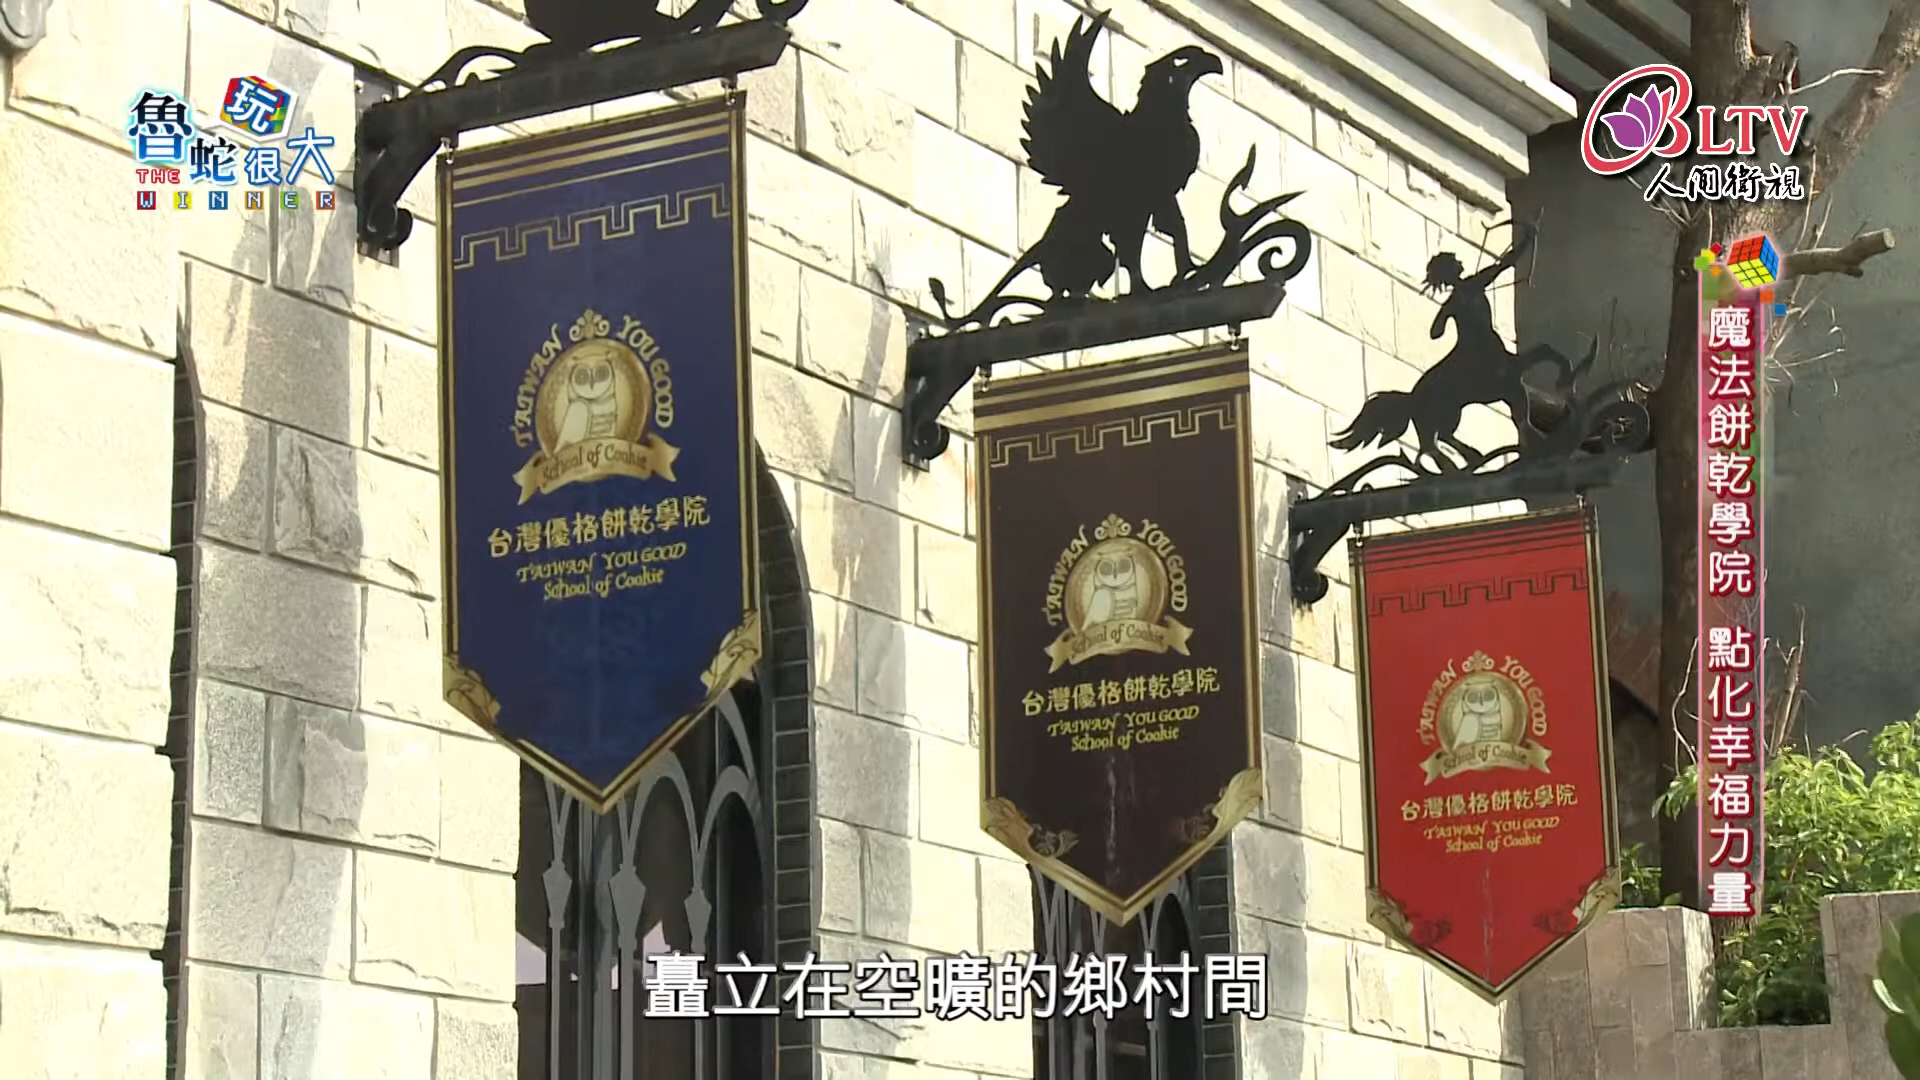 魯蛇玩很大
THE
WINNER
BLTV
人間衛視
魔法餅乾學院 點化幸福力量
TAIWAN YOU GOOD
School of Cookie
台灣優格餅乾學院
TAIWAN YOU GOOD
School of Cookie
TAIWAN YOU GOOD
School of Cookie
台灣優格餅乾學院
TAIWAN YOU GOOD
School of Cookie
TAIWAN YOU GOOD
School of Cookie
台灣優格餅乾學院
TAIWAN YOU GOOD
School of Cookie
矗立在空曠的鄉村間